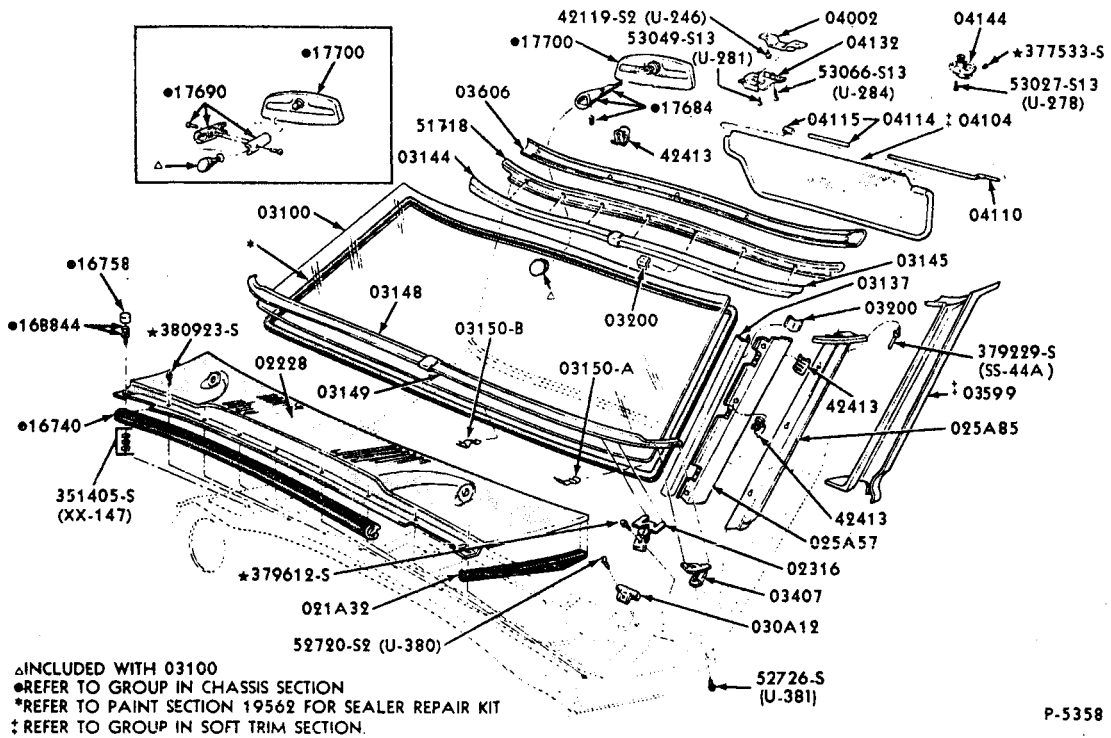 42119-S2 (U-246)
04002
04144
●17700
53049-S13
(U-281)
04132
★377533-S
●17700
53066-S13
(U-284)
53027-S13
(U-278)
●17690
03606
●17684
04115
04114
‡ 04104
51718
42413
03144
△
04110
03100
*
03145
●16758
03137
03148
△
03200
03200
●16B844
★380923-S
03150-B
02228
03149
03150-A
379229-S
(SS-44A)
42413
‡ 03599
●16740
025A85
351405-S
(XX-147)
42413
025A57
★379612-S
02316
021A32
03407
030A12
52720-S2 (U-380)
△INCLUDED WITH 03100
●REFER TO GROUP IN CHASSIS SECTION
*REFER TO PAINT SECTION 19562 FOR SEALER REPAIR KIT
‡ REFER TO GROUP IN SOFT TRIM SECTION.
52726-S
(U-381)
P-5358